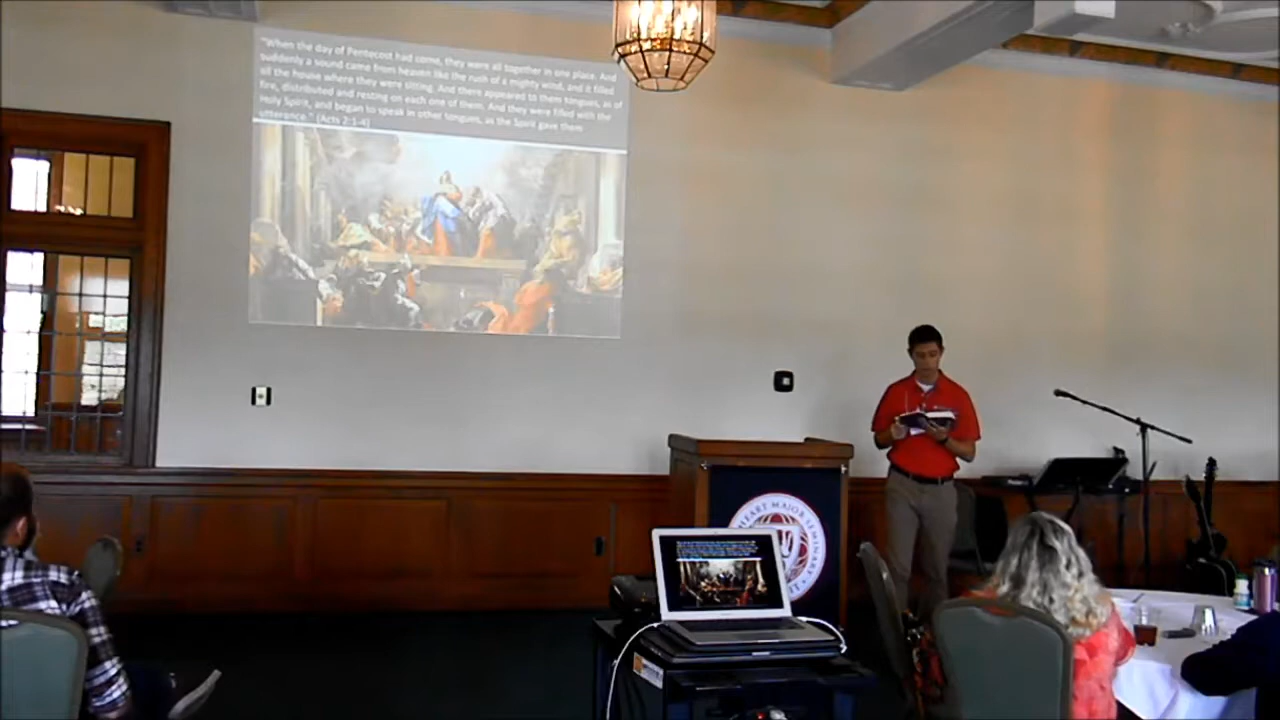 "When the day of Pentecost had come, they were all together in one place. And
suddenly a sound came from heaven like the rush of a mighty wind, and it filled
all the house where they were sitting. And there appeared to them tongues, as of
fire, distributed and resting on each one of them. And they were filled with the
Holy Spirit, and began to speak in other tongues, as the Spirit gave them
utterance." (Acts 2:1-4)
HEART MAJOR SEMINARY